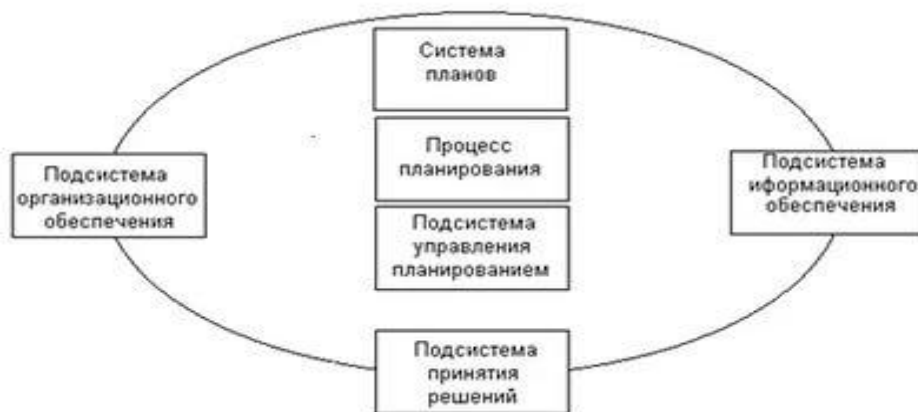 Система
планов
Процесс
планирования
Подсистема
организационного
обеспечения
Подсистема
иформационного
обеспечения
Подсистема
управления
планированием
Подсистема
принятия
решений